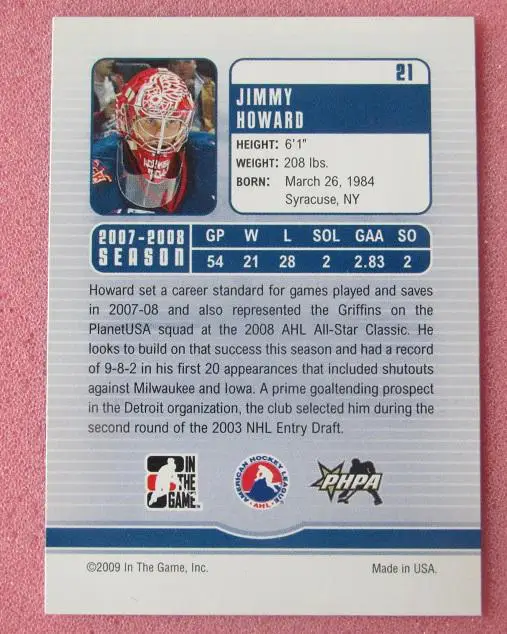 21
JIMMY
HOWARD
HEIGHT: 6'1"
WEIGHT: 208 lbs.
BORN: March 26, 1984
Syracuse, NY
2007-2008
SEASON
GP W L SOL GAA SO
54 21 28 2 2.83 2
Howard set a career standard for games played and saves
in 2007-08 and also represented the Griffins on the
PlanetUSA squad at the 2008 AHL All-Star Classic. He
looks to build on that success this season and had a record
of 9-8-2 in his first 20 appearances that included shutouts
against Milwaukee and Iowa. A prime goaltending prospect
in the Detroit organization, the club selected him during the
second round of the 2003 NHL Entry Draft.
IN
THE
GAME
AMERICAN HOCKEY LEAGUE
AHL
PHPA
©2009 In The Game, Inc.
Made in USA.